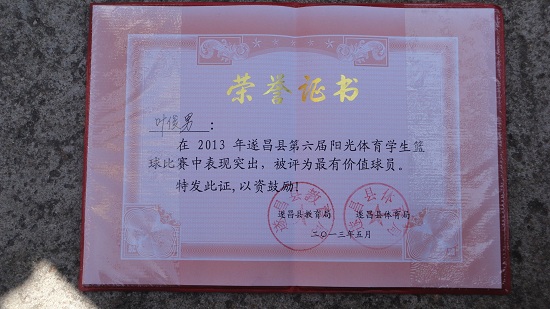 荣誉证书
叶俊男：
在 2013 年遂昌县第六届阳光体育学生篮
球比赛中表现突出，被评为最有价值球员。
特发此证，以资鼓励！
遂昌县教育局 遂昌县体育局
二〇一三年五月